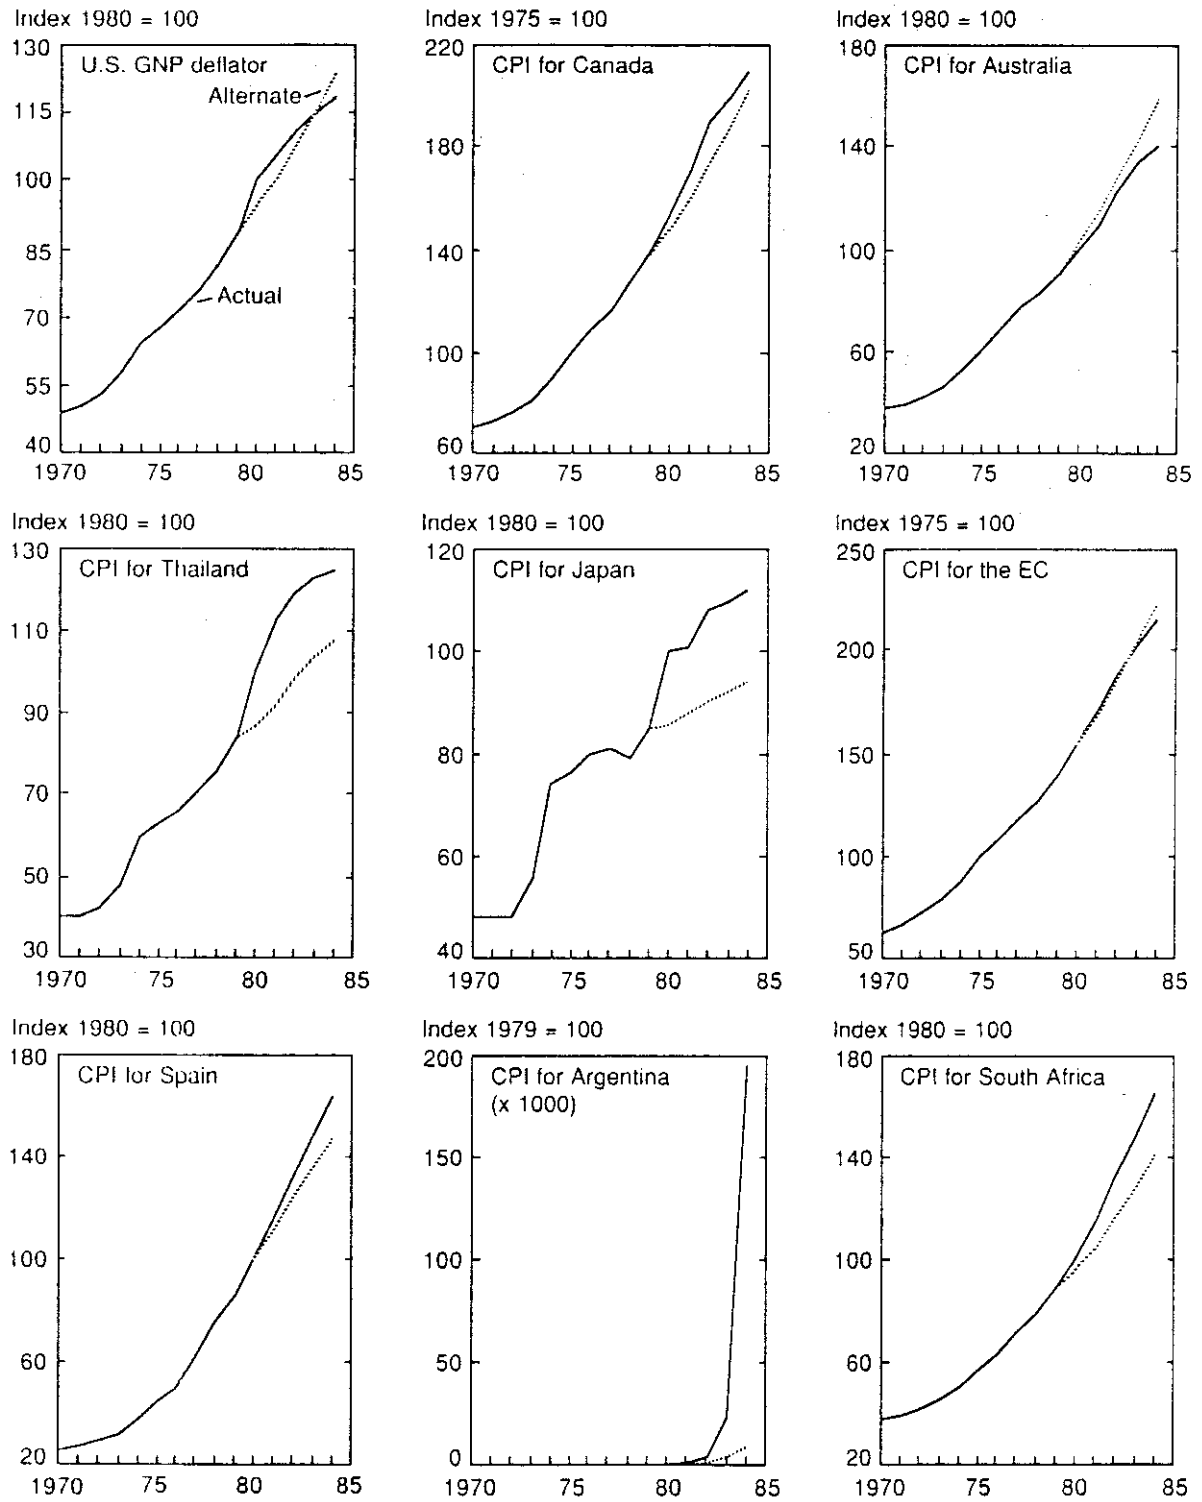 Index 1980 = 100
130
U.S. GNP deflator
Alternate
115
100
85
Actual
70
55
40
1970 75 80 85
Index 1975 = 100
220
CPI for Canada
180
140
100
60
1970 75 80 85
Index 1980 = 100
180
CPI for Australia
140
100
60
20
1970 75 80 85
Index 1980 = 100
130
CPI for Thailand
110
90
70
50
30
1970 75 80 85
Index 1980 = 100
120
CPI for Japan
100
80
60
40
1970 75 80 85
Index 1975 = 100
250
CPI for the EC
200
150
100
50
1970 75 80 85
Index 1980 = 100
180
CPI for Spain
140
100
60
20
1970 75 80 85
Index 1979 = 100
200
CPI for Argentina
(x 1000)
150
100
50
0
1970 75 80 85
Index 1980 = 100
180
CPI for South Africa
140
100
60
20
1970 75 80 85